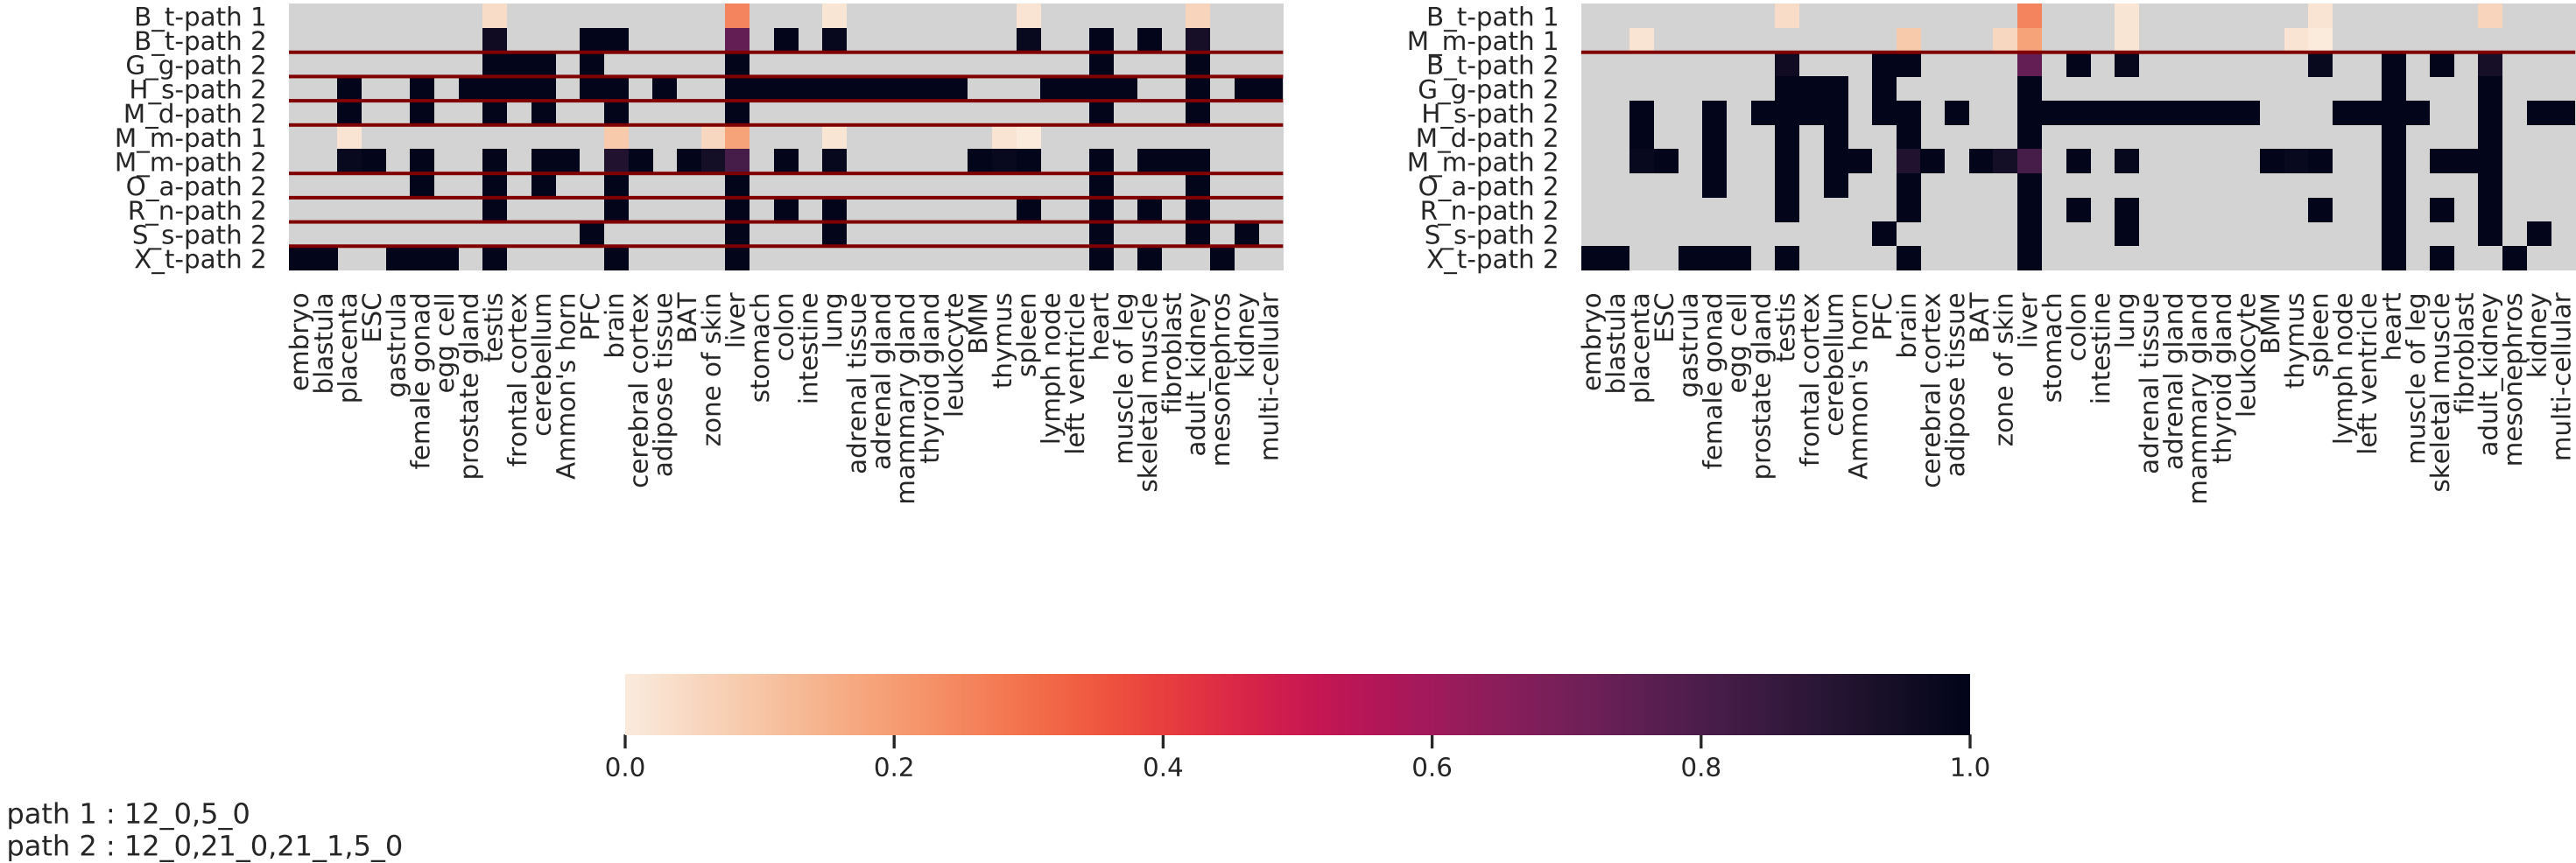 B_t-path 1
B_t-path 2
G_g-path 2
H_s-path 2
M_d-path 2
M_m-path 1
M_m-path 2
O_a-path 2
R_n-path 2
S_s-path 2
X_t-path 2
embryo
blastula
placenta
ESC
gastrula
female gonad
egg cell
prostate gland
testis
frontal cortex
cerebellum
Ammon's horn
PFC
brain
cerebral cortex
adipose tissue
BAT
zone of skin
liver
stomach
colon
intestine
lung
adrenal tissue
adrenal gland
mammary gland
thyroid gland
leukocyte
BMM
thymus
spleen
lymph node
left ventricle
heart
muscle of leg
skeletal muscle
fibroblast
adult_kidney
mesonephros
kidney
multi-cellular
B_t-path 1
M_m-path 1
B_t-path 2
G_g-path 2
H_s-path 2
M_d-path 2
M_m-path 2
O_a-path 2
R_n-path 2
S_s-path 2
X_t-path 2
embryo
blastula
placenta
ESC
gastrula
female gonad
egg cell
prostate gland
testis
frontal cortex
cerebellum
Ammon's horn
PFC
brain
cerebral cortex
adipose tissue
BAT
zone of skin
liver
stomach
colon
intestine
lung
adrenal tissue
adrenal gland
mammary gland
thyroid gland
leukocyte
BMM
thymus
spleen
lymph node
left ventricle
heart
muscle of leg
skeletal muscle
fibroblast
adult_kidney
mesonephros
kidney
multi-cellular
0.0 0.2 0.4 0.6 0.8 1.0
path 1 : 12_0,5_0
path 2 : 12_0,21_0,21_1,5_0